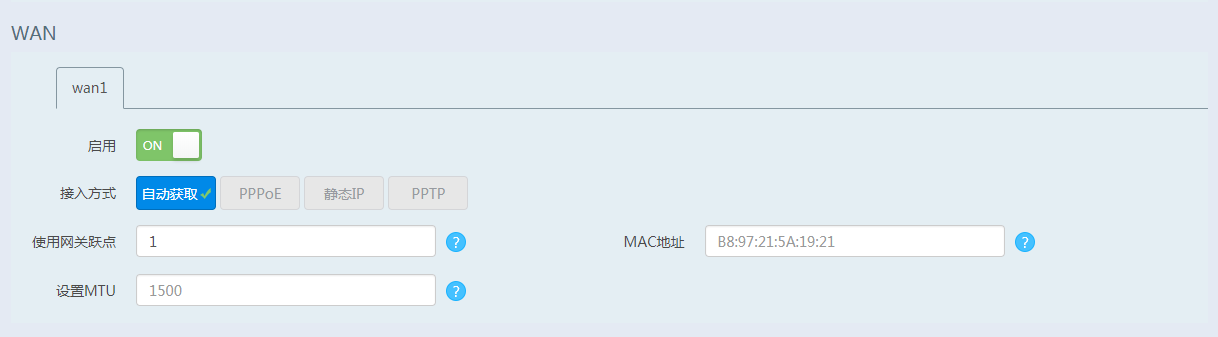 WAN
wan1
启用 ON
接入方式 自动获取 PPPoE 静态IP PPTP
使用网关跃点 1 ? MAC地址 B8:97:21:5A:19:21 ?
设置MTU 1500 ?